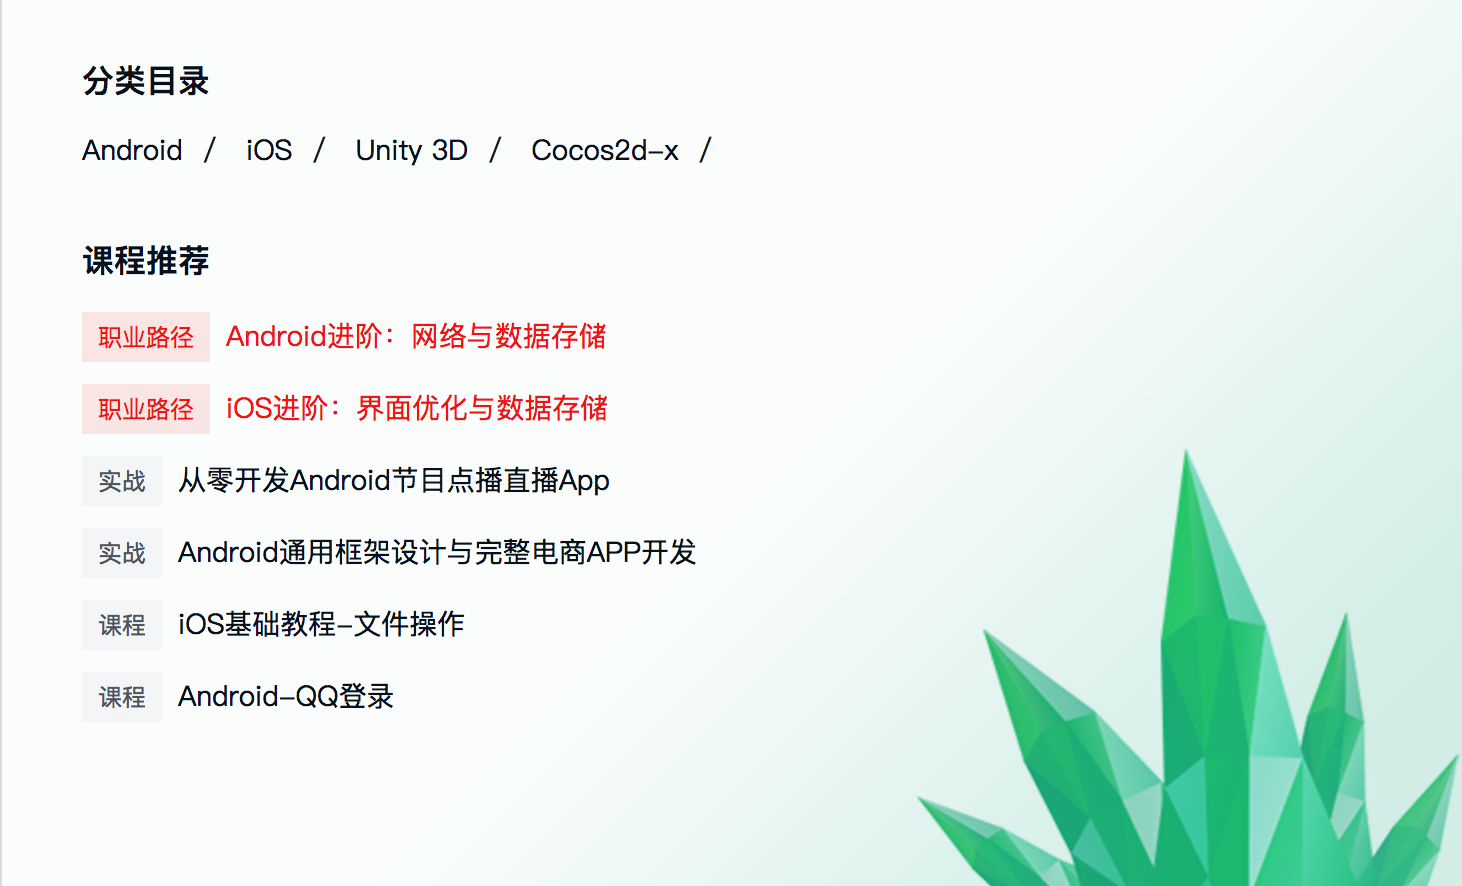 分类目录
Android / iOS / Unity 3D / Cocos2d-x /
课程推荐
职业路径 Android进阶：网络与数据存储
职业路径 iOS进阶：界面优化与数据存储
实战 从零开发Android节目点播直播App
实战 Android通用框架设计与完整电商APP开发
课程 iOS基础教程-文件操作
课程 Android-QQ登录